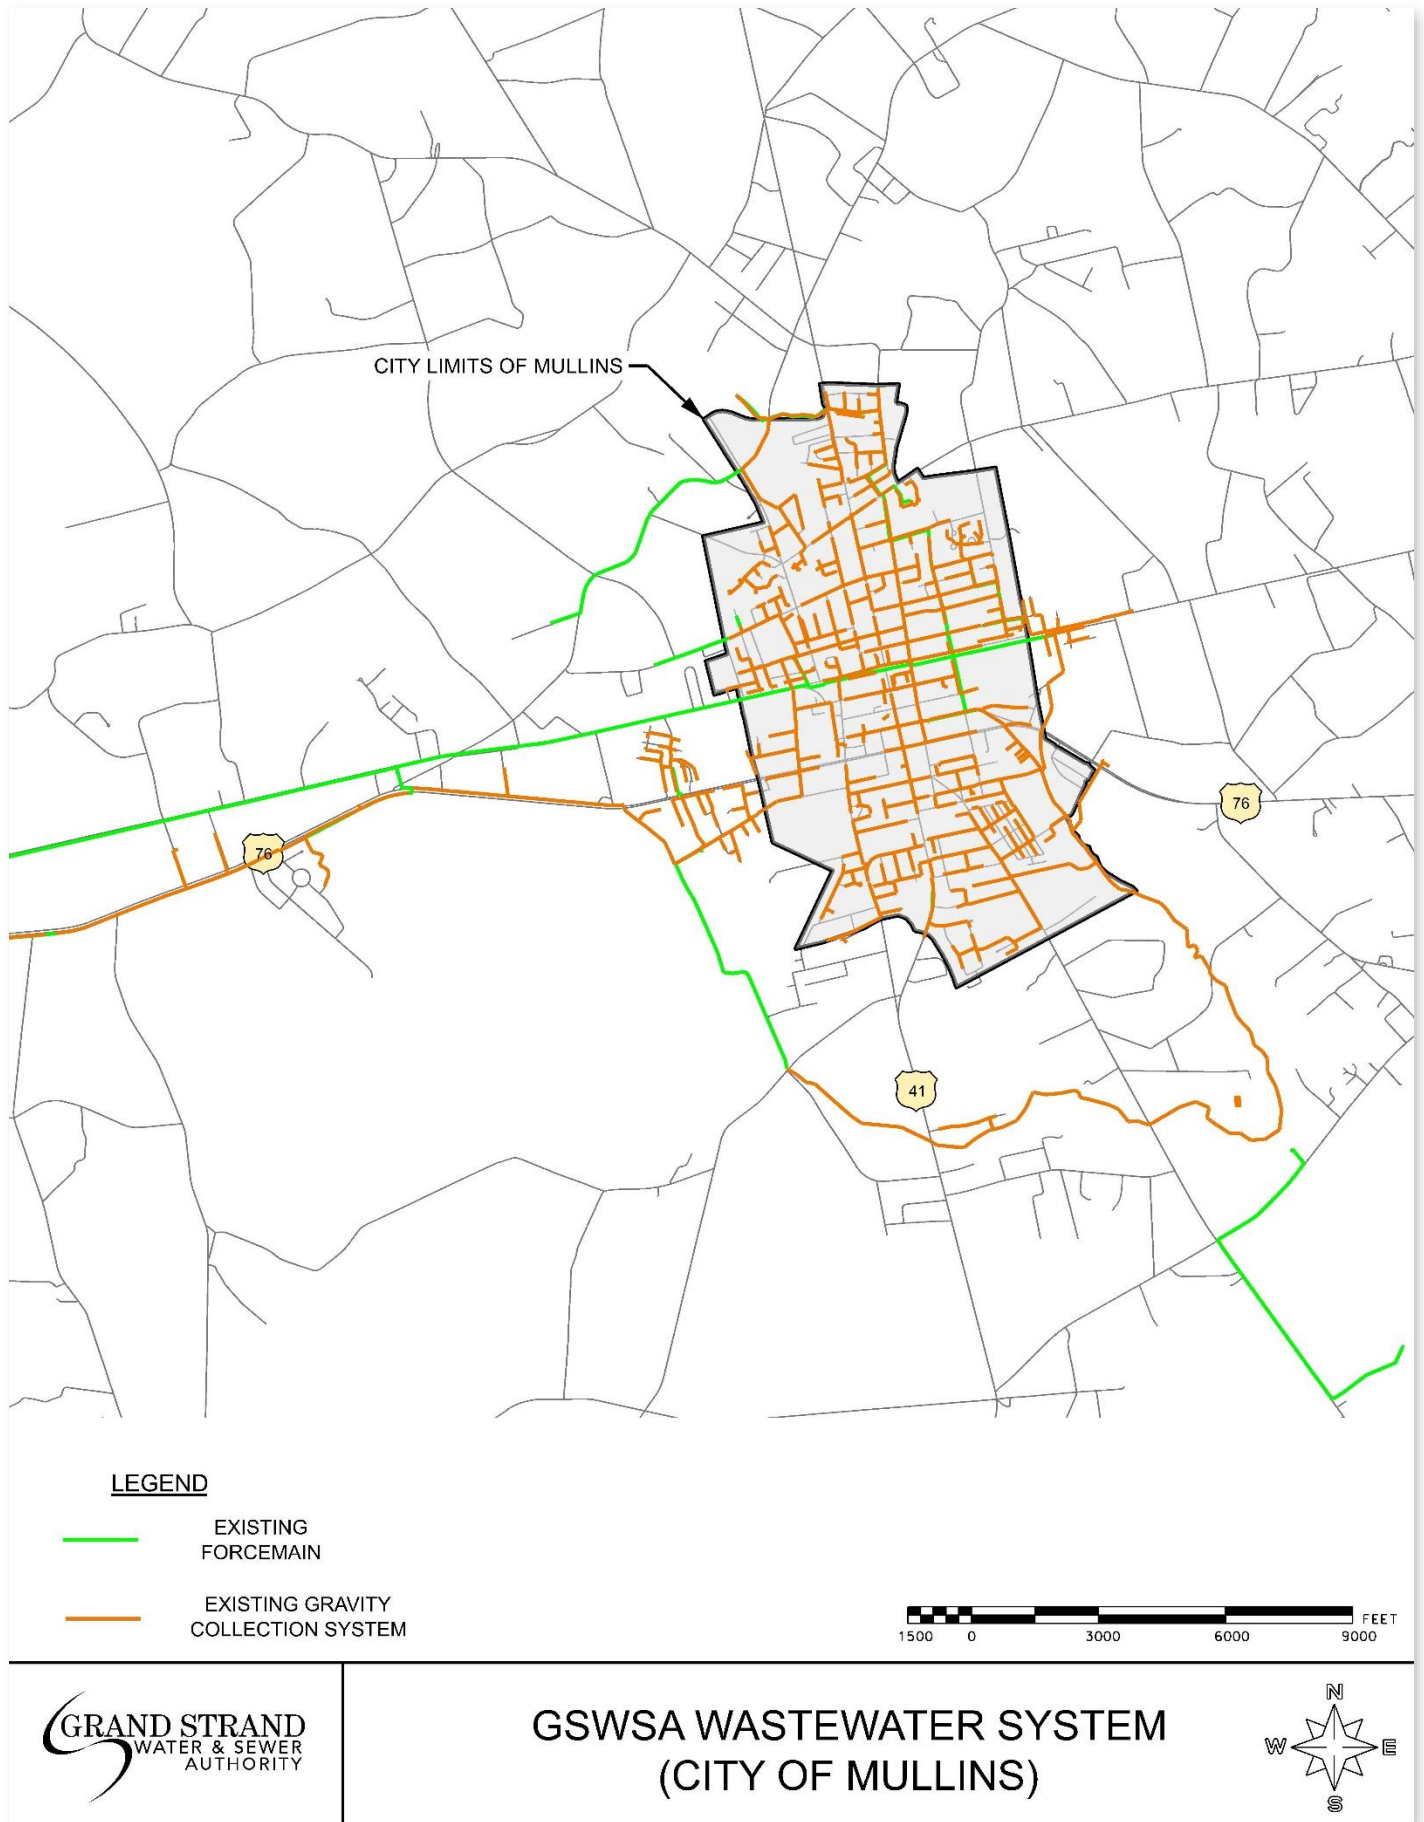 CITY LIMITS OF MULLINS
76
76
41
LEGEND
EXISTING
FORCEMAIN
EXISTING GRAVITY
COLLECTION SYSTEM
1500 0 3000 6000 9000 FEET
GRAND STRAND
WATER & SEWER
AUTHORITY
GSWSA WASTEWATER SYSTEM
(CITY OF MULLINS)
N
W E
S